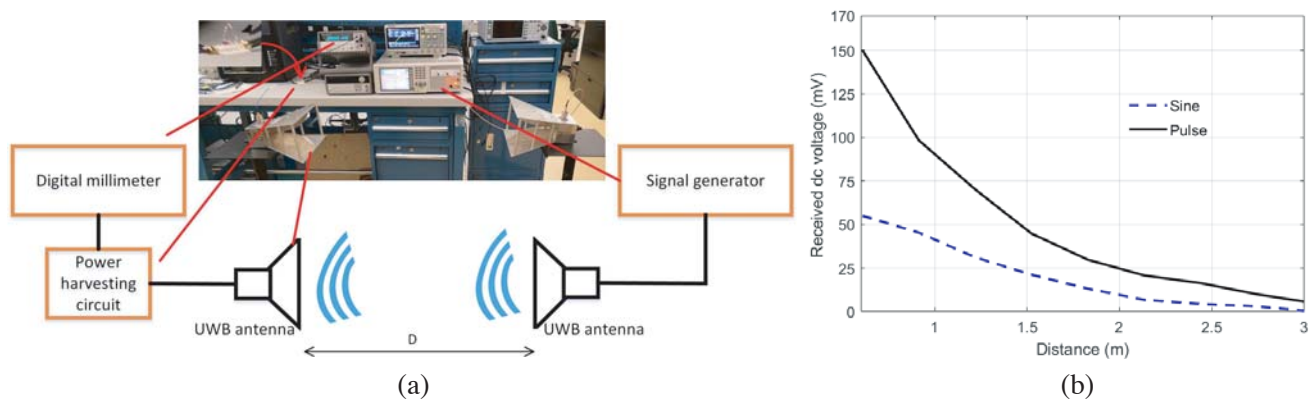 Digital millimeter
Power
harvesting
circuit
UWB antenna
D
UWB antenna
Signal generator
(a)
170
150
125
100
75
50
25
0
Received dc voltage (mV)
Sine
Pulse
1
1.5
2
2.5
3
Distance (m)
(b)